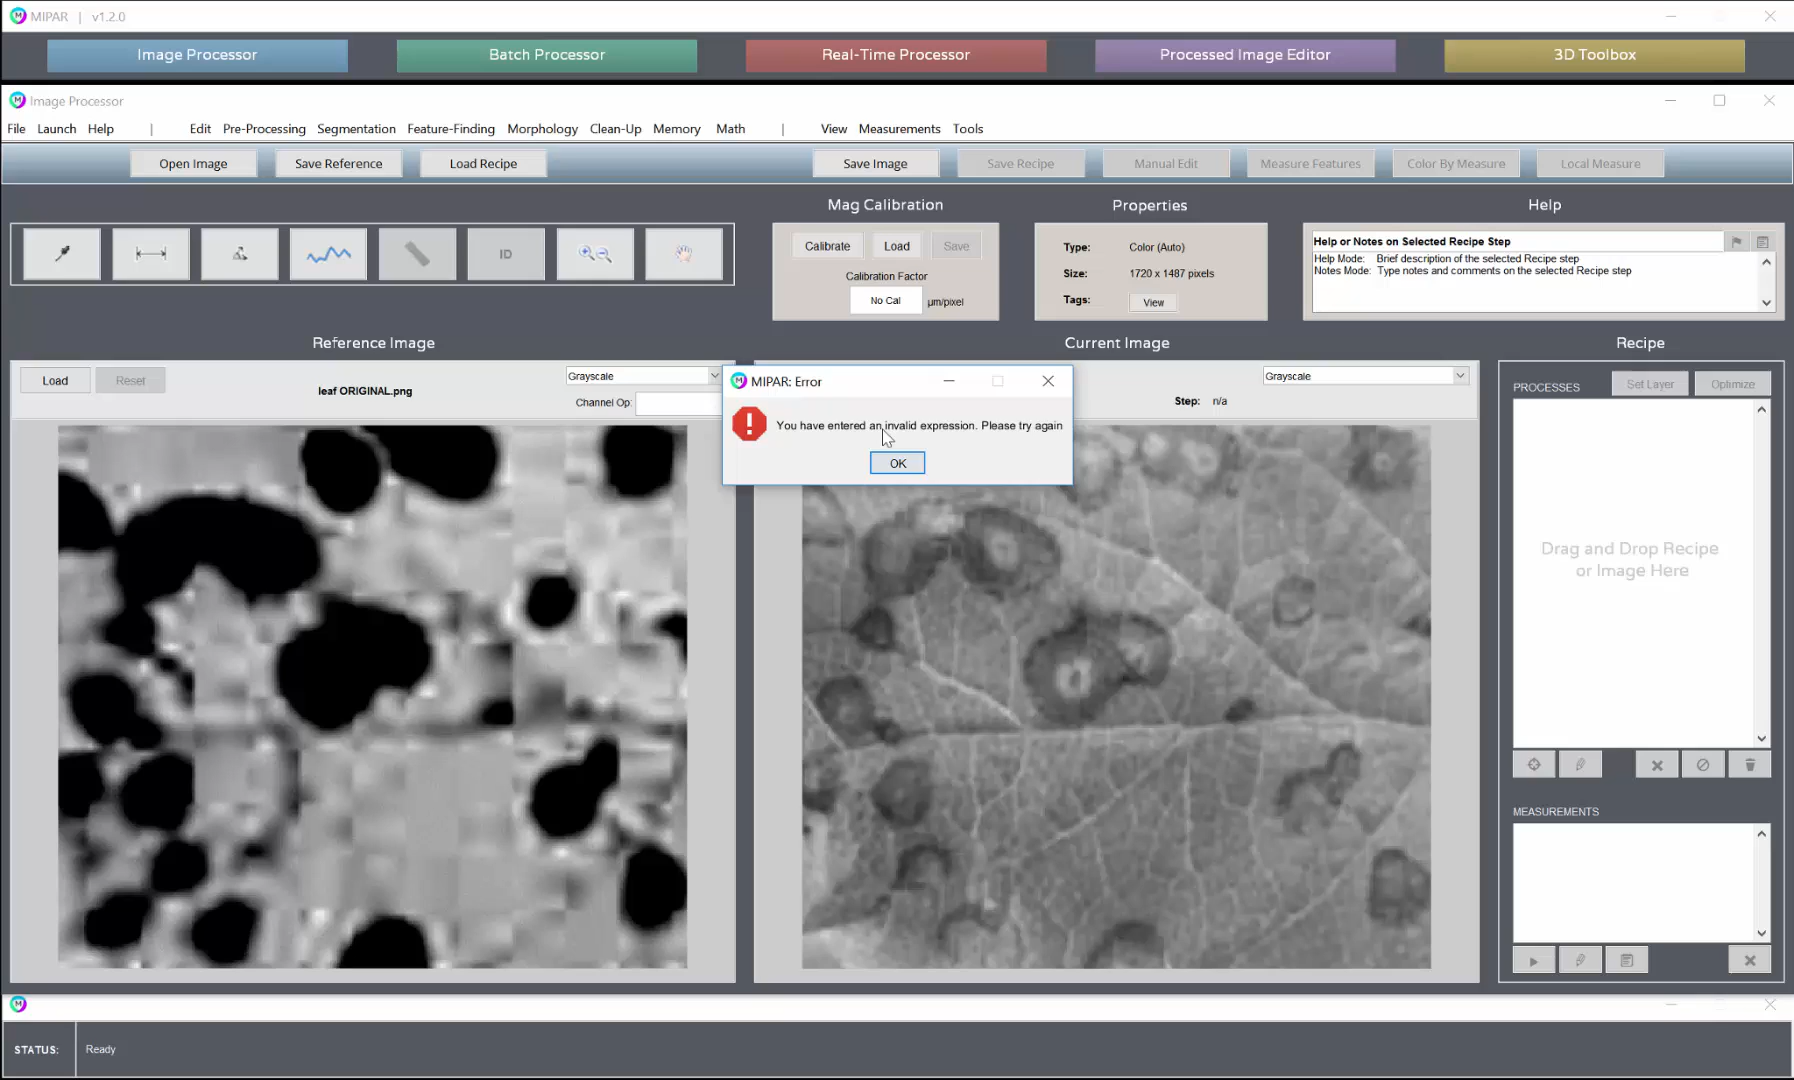 MIPAR | v1.2.0
Image Processor Batch Processor Real-Time Processor Processed Image Editor 3D Toolbox
Image Processor
File Launch Help | Edit Pre-Processing Segmentation Feature-Finding Morphology Clean-Up Memory Math | View Measurements Tools
Open Image Save Reference Load Recipe Save Image Save Recipe Manual Edit Measure Features Color By Measure Local Measure
Mag Calibration Properties Help
Calibrate Load Save
Calibration Factor
No Cal µm/pixel
Type: Color (Auto)
Size: 1720 x 1487 pixels
Tags: View
Help or Notes on Selected Recipe Step
Help Mode: Brief description of the selected Recipe step
Notes Mode: Type notes and comments on the selected Recipe step
ID
Reference Image Current Image Recipe
Load Reset
leaf ORIGINAL.png
Grayscale
Channel Op:
MIPAR: Error
You have entered an invalid expression. Please try again
OK
Grayscale
Step: n/a
PROCESSES Set Layer Optimize
Drag and Drop Recipe
or Image Here
MEASUREMENTS
STATUS: Ready